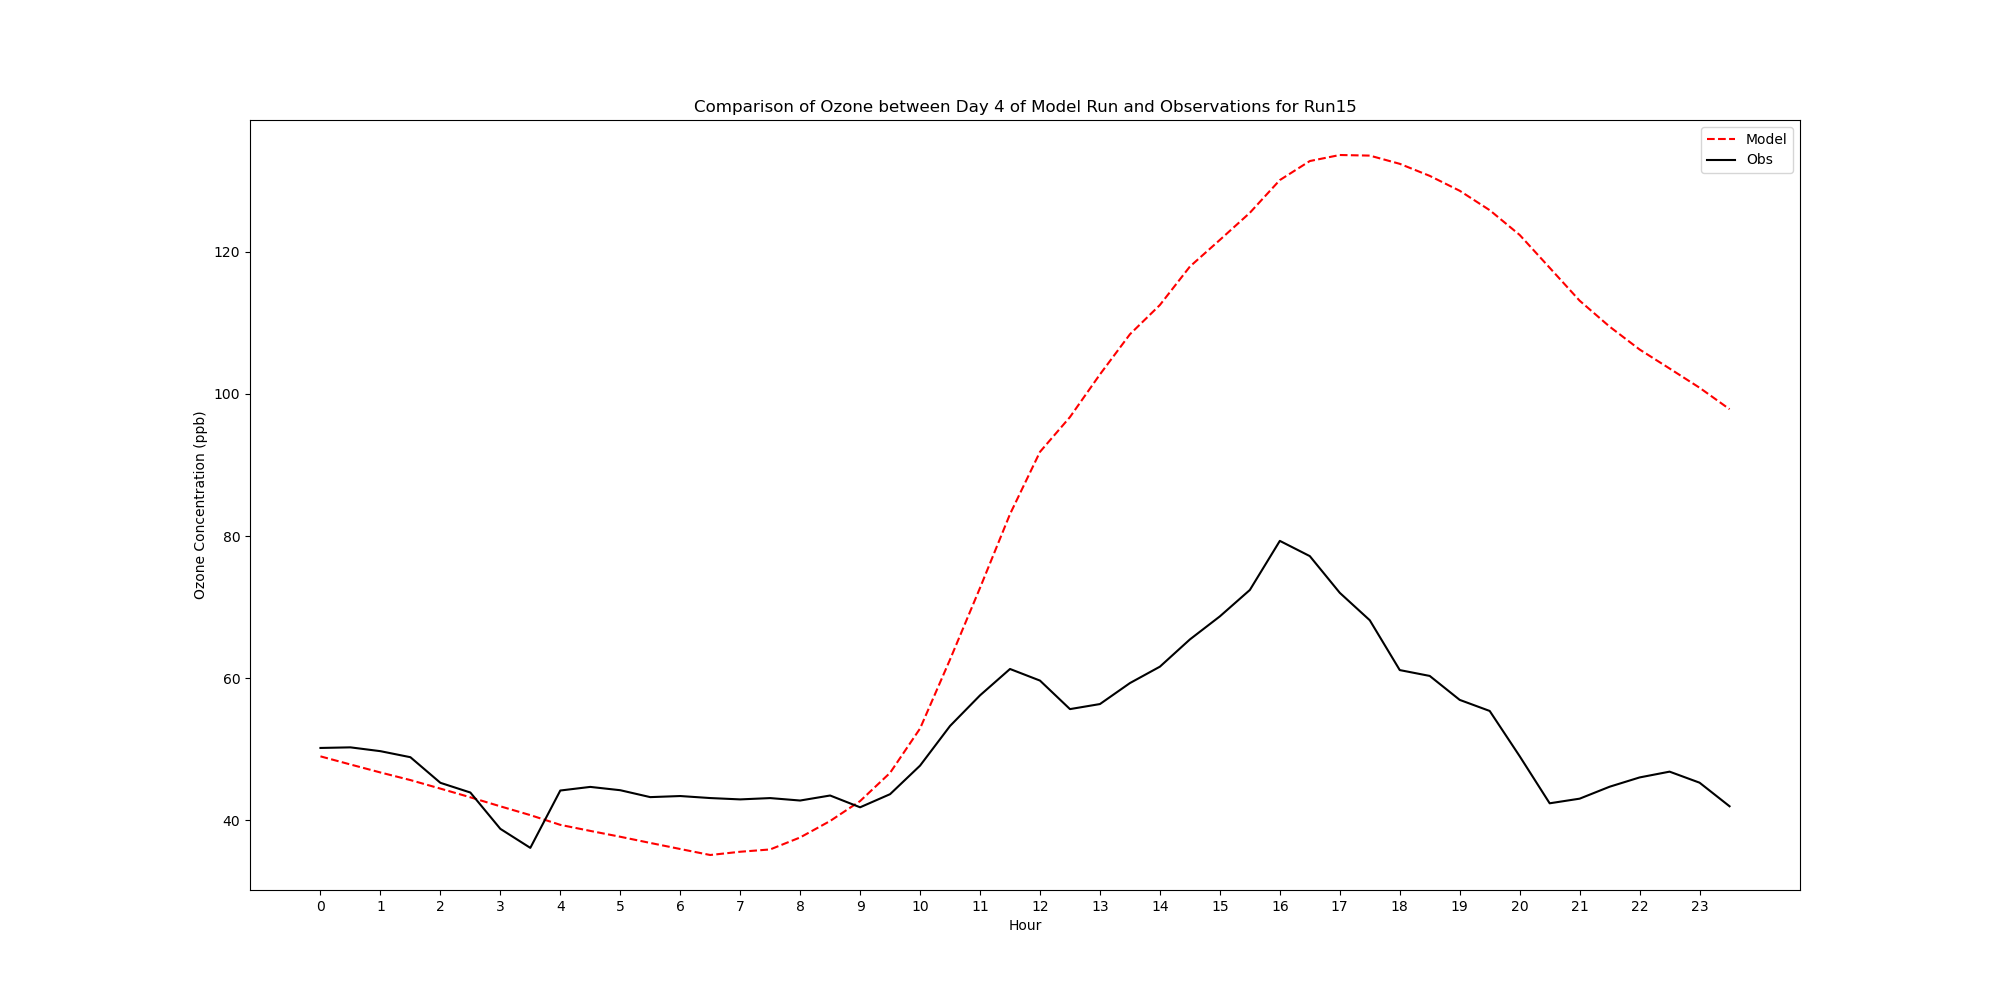 Comparison of Ozone between Day 4 of Model Run and Observations for Run15
Model
Obs
Ozone Concentration (ppb)
120
100
80
60
40
0 1 2 3 4 5 6 7 8 9 10 11 12 13 14 15 16 17 18 19 20 21 22 23
Hour